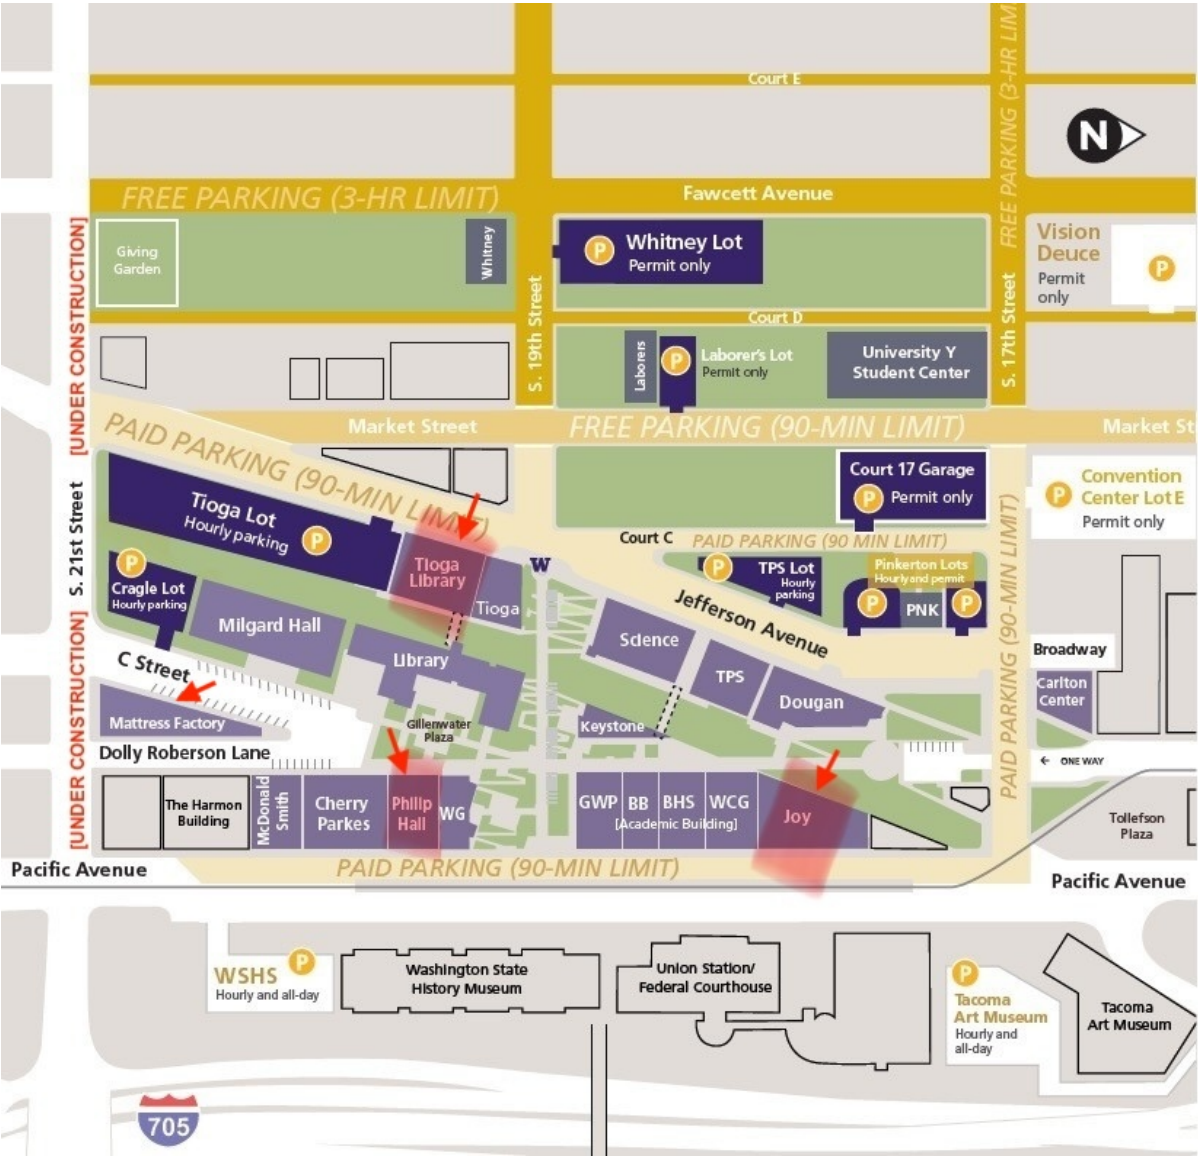 Court E
FREE PARKING (3-HR LIM
N
FREE PARKING (3-HR LIMIT)
Fawcett Avenue
Giving
Garden
Whitney
P
Whitney Lot
Permit only
Vision
Deuce
Permit
only
P
[UNDER CONSTRUCTION]
S. 19th Street
S. 17th Street
Court D
Laborers
P
Laborer's Lot
Permit only
University Y
Student Center
Market Street
FREE PARKING (90-MIN LIMIT)
Market St
PAID PARKING (90-MIN LIMIT)
Tioga Lot
Hourly parking
P
Court 17 Garage
P
Permit only
P
Convention
Center Lot E
Permit only
S. 21st Street
Court C
PAID PARKING (90 MIN LIMIT)
Tioga
Library
W
P
Cragle Lot
Hourly parking
P
TPS Lot
Hourly
parking
Pinkerton Lots
Hourly and permit
P
PNK
P
Tioga
Jefferson Avenue
PAID PARKING (90-MIN LIMIT)
Milgard Hall
Science
Library
TPS
Dougan
Broadway
Carlton
Center
C Street
[UNDER CONSTRUCTION]
Mattress Factory
Gillenwater
Plaza
Keystone
Dolly Roberson Lane
ONE WAY
The Harmon
Building
McDonald
Smith
Cherry
Parkes
Philip
Hall
WG
GWP
BB
BHS
WCG
[Academic Building]
Joy
Tollefson
Plaza
Pacific Avenue
PAID PARKING (90-MIN LIMIT)
Pacific Avenue
WSHS
P
Hourly and all-day
Washington State
History Museum
Union Station/
Federal Courthouse
P
Tacoma
Art Museum
Hourly and
all-day
Tacoma
Art Museum
705